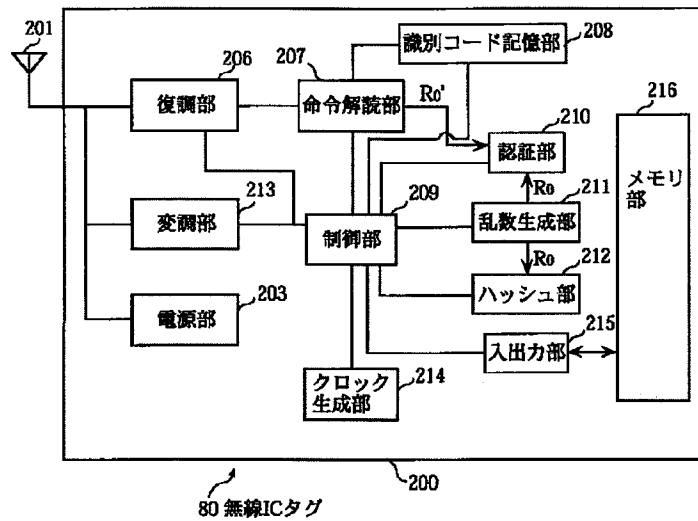 201
206
復調部
207
命令解読部
識別コード記憶部
208
Ro'
210
認証部
216
メモリ
部
213
変調部
209
制御部
Ro
211
乱数生成部
Ro
212
ハッシュ部
203
電源部
215
入出力部
クロック
生成部
214
200
80 無線ICタグ